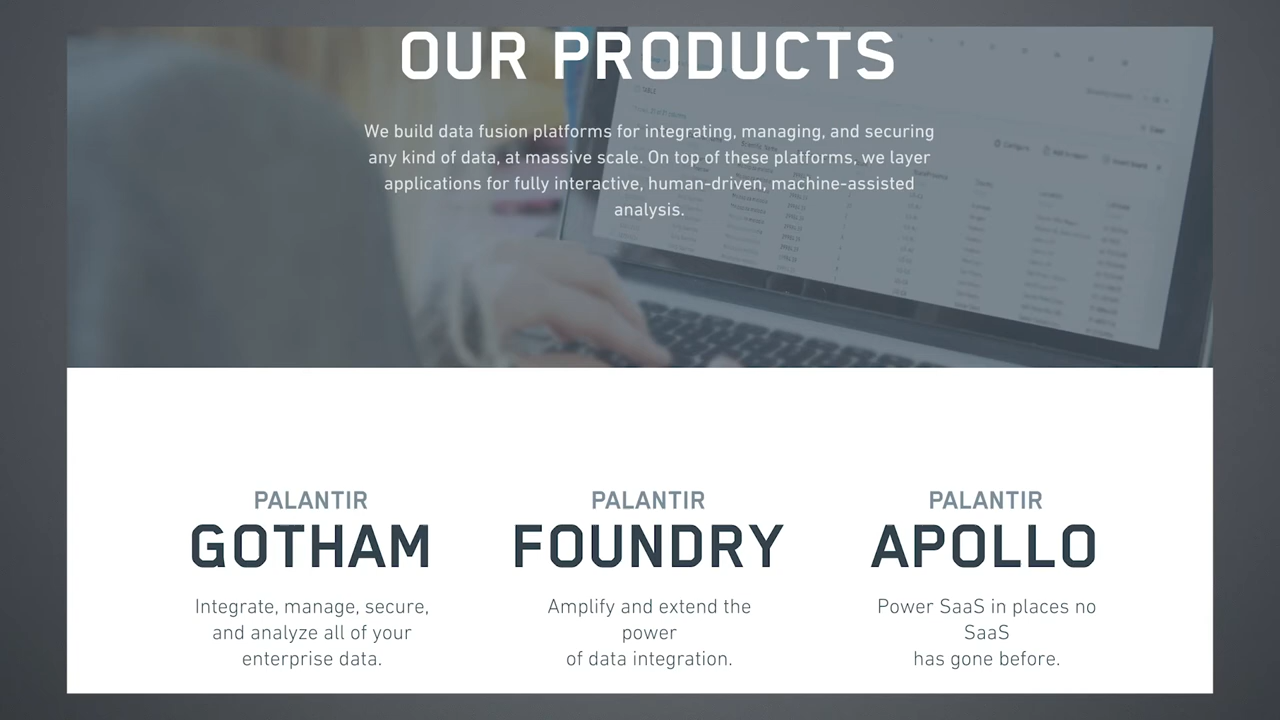 OUR PRODUCTS
We build data fusion platforms for integrating, managing, and securing
any kind of data, at massive scale. On top of these platforms, we layer
applications for fully interactive, human-driven, machine-assisted
analysis.
TABLE
PALANTIR
GOTHAM
Integrate, manage, secure,
and analyze all of your
enterprise data.
PALANTIR
FOUNDRY
Amplify and extend the
power
of data integration.
PALANTIR
APOLLO
Power SaaS in places no
SaaS
has gone before.